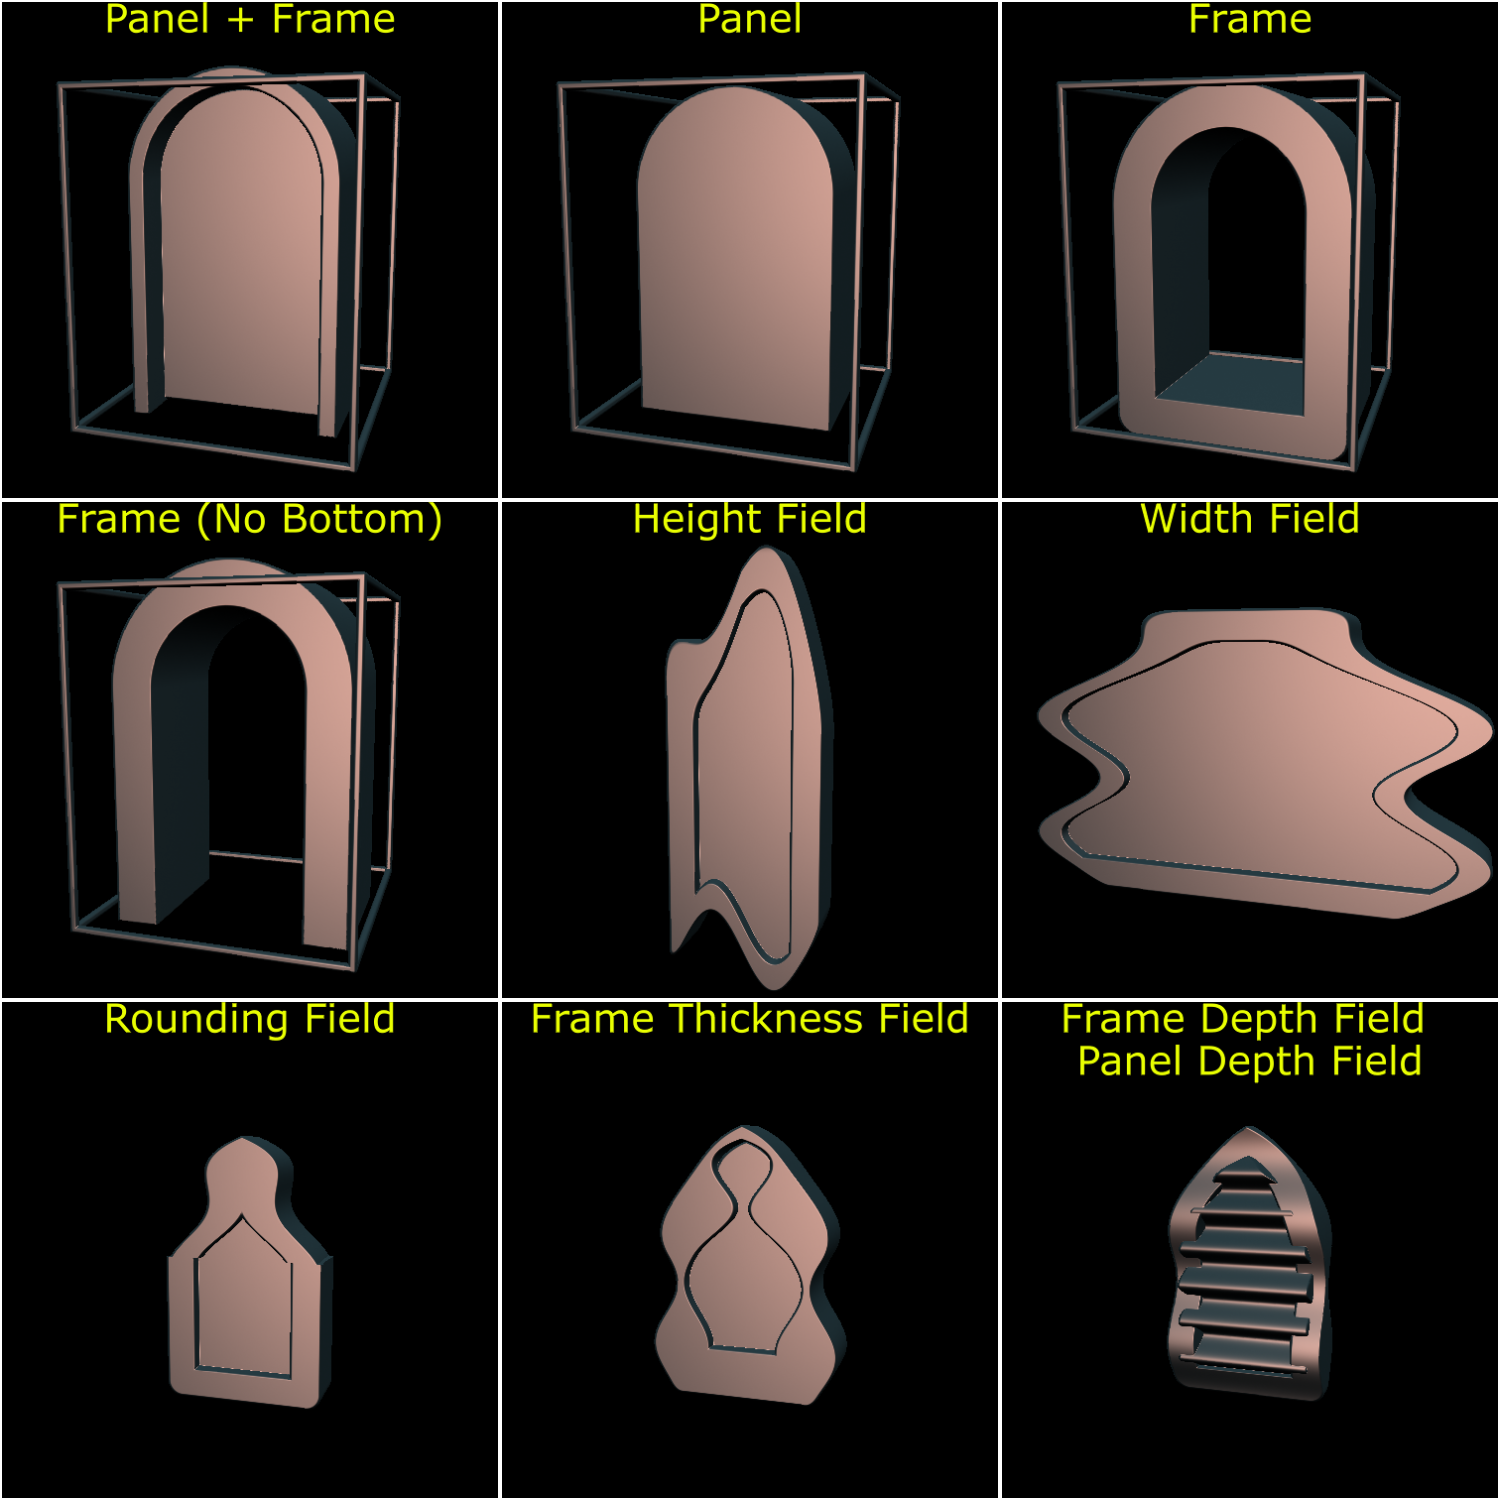 Panel + Frame
Panel
Frame
Frame (No Bottom)
Height Field
Width Field
Rounding Field
Frame Thickness Field
Frame Depth Field
Panel Depth Field